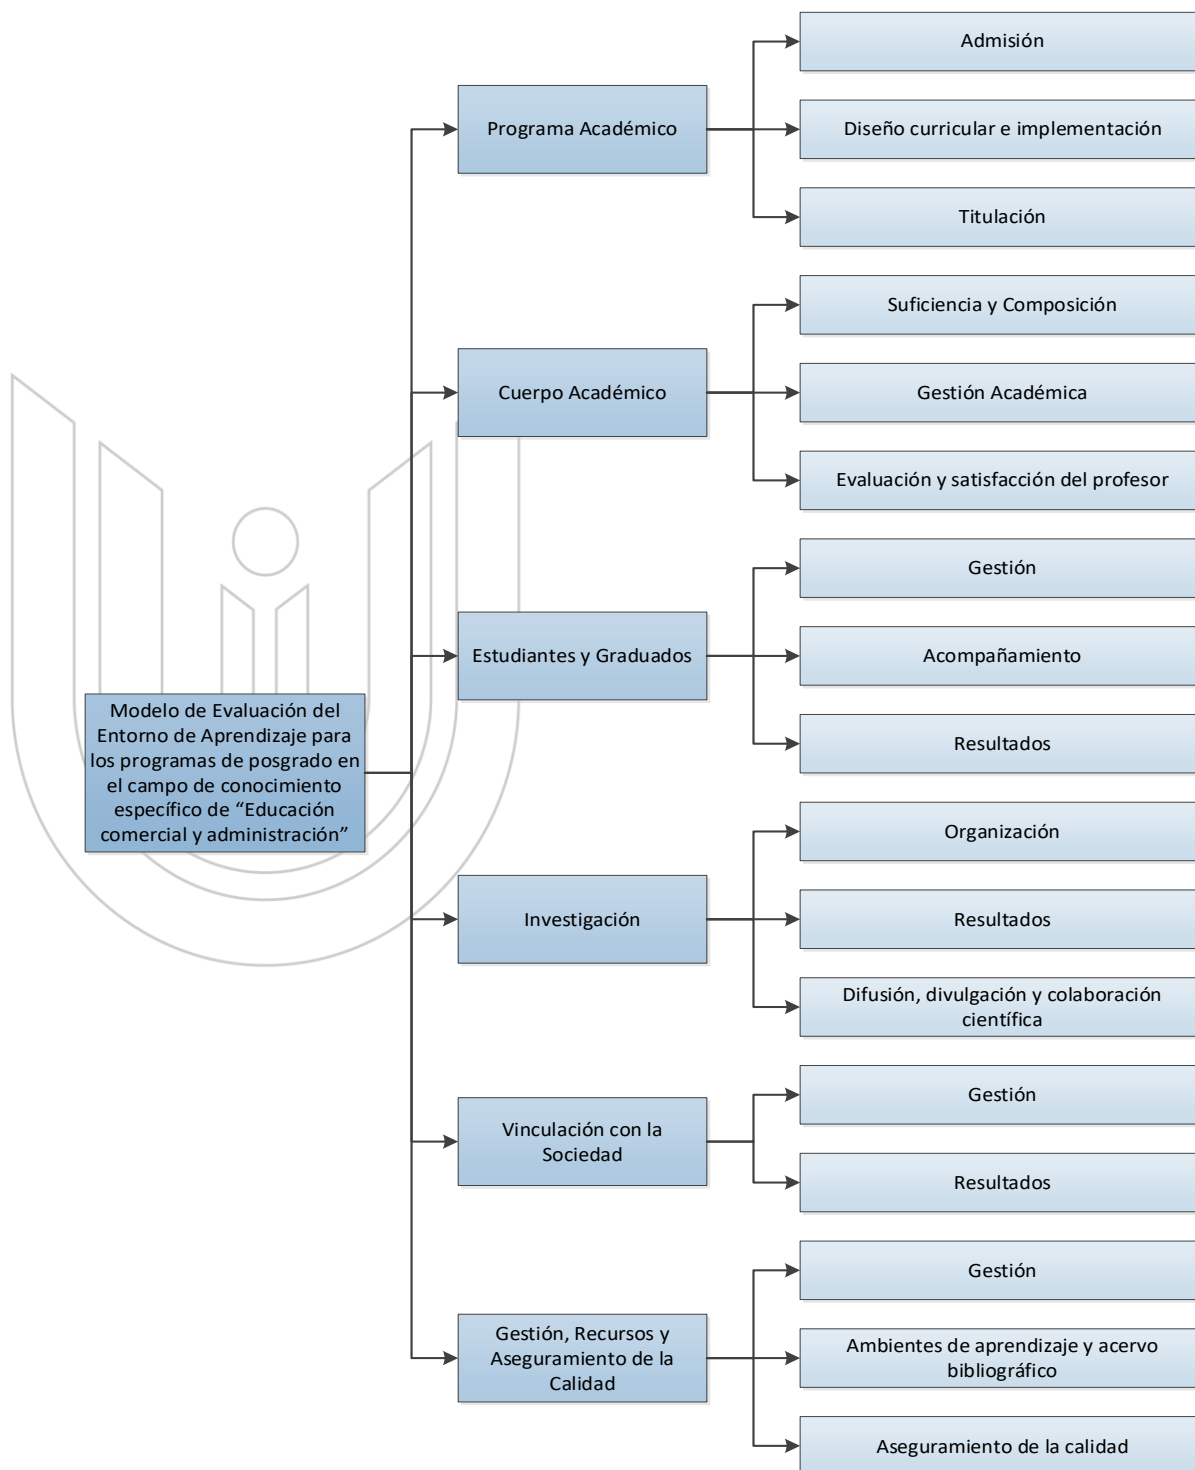 Modelo de Evaluación del
Entorno de Aprendizaje para
los programas de posgrado en
el campo de conocimiento
específico de “Educación
comercial y administración”
Programa Académico
Admisión
Diseño curricular e implementación
Titulación
Cuerpo Académico
Suficiencia y Composición
Gestión Académica
Evaluación y satisfacción del profesor
Estudiantes y Graduados
Gestión
Acompañamiento
Resultados
Investigación
Organización
Resultados
Difusión, divulgación y colaboración
científica
Vinculación con la
Sociedad
Gestión
Resultados
Gestión, Recursos y
Aseguramiento de la
Calidad
Gestión
Ambientes de aprendizaje y acervo
bibliográfico
Aseguramiento de la calidad